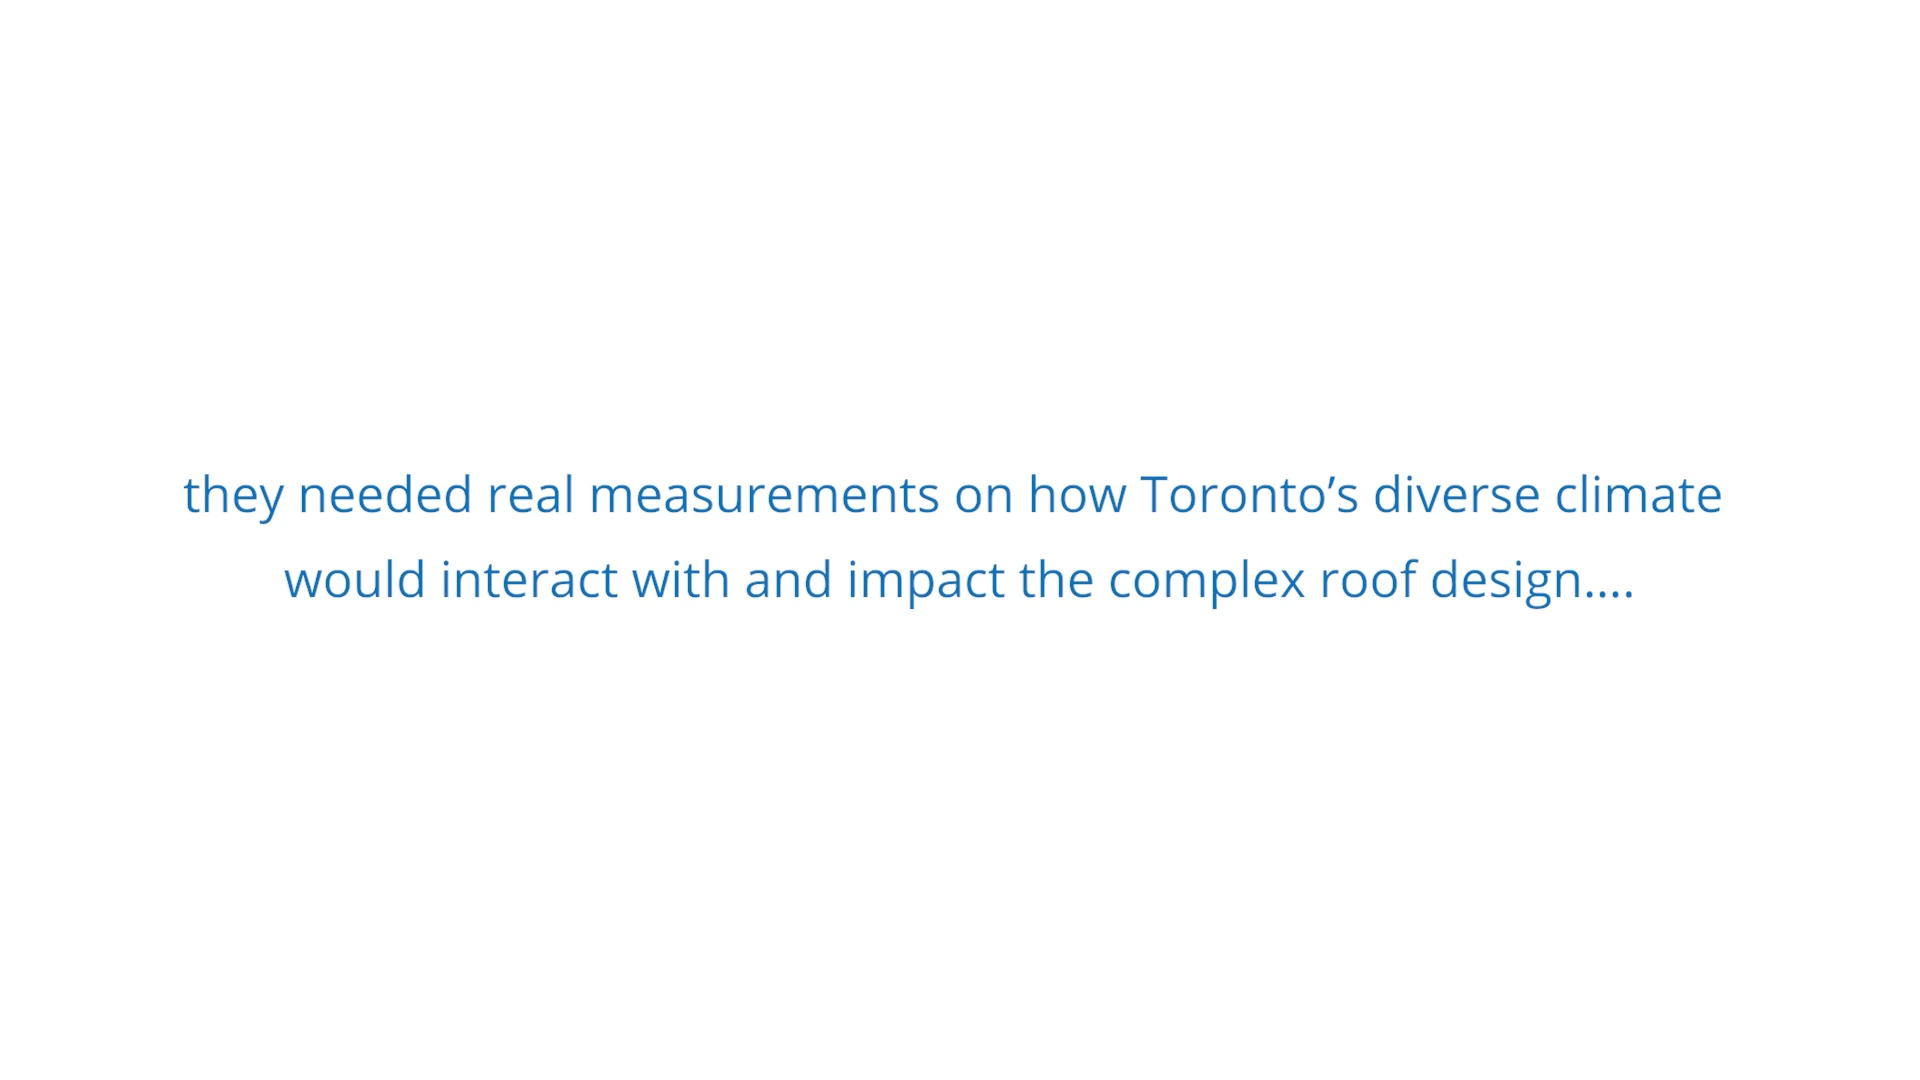 they needed real measurements on how Toronto’s diverse climate
would interact with and impact the complex roof design....